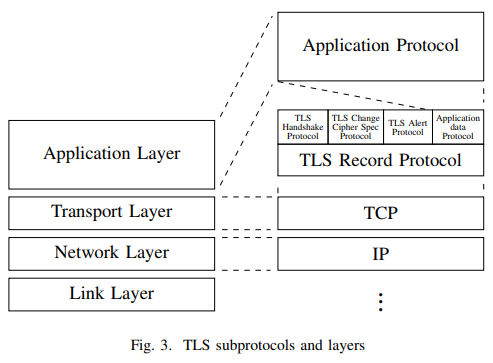 Application Protocol
TLS
Handshake
Protocol
TLS Change
Cipher Spec
Protocol
TLS Alert
Protocol
Application
data
Protocol
TLS Record Protocol
Application Layer
Transport Layer
TCP
Network Layer
IP
Link Layer
⋮
Fig. 3. TLS subprotocols and layers